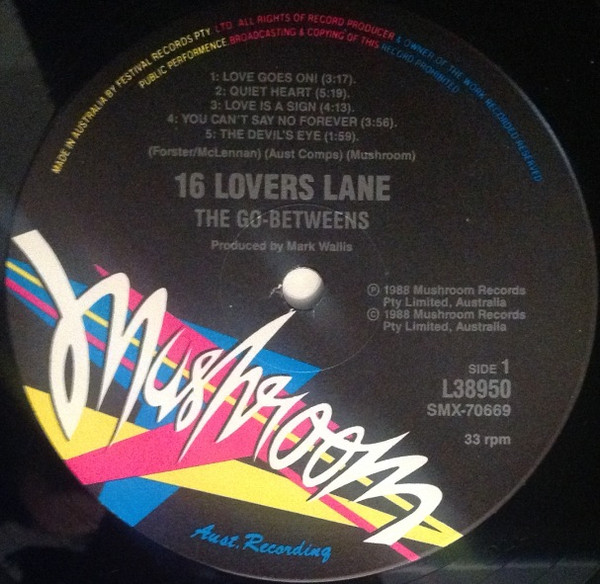 MADE IN AUSTRALIA BY FESTIVAL RECORDS PTY. LTD. ALL RIGHTS OF RECORD PRODUCER & OWNER OF THE WORK RECORDED RESERVED
PUBLIC PERFORMENCE BROADCASTING & COPYING OF THIS RECORD PROHIBITED
1: LOVE GOES ON! (3:17).
2: QUIET HEART (5:19).
3: LOVE IS A SIGN (4:13).
4: YOU CAN'T SAY NO FOREVER (3:56).
5: THE DEVIL'S EYE (1:59).
(Forster/McLennan) (Aust Comps) (Mushroom)
16 LOVERS LANE
THE GO-BETWEENS
Produced by Mark Wallis
Ⓟ 1988 Mushroom Records
Pty Limited, Australia
© 1988 Mushroom Records
Pty Limited, Australia
SIDE 1
L38950
SMX-70669
33 rpm
Mushroom
Aust. Recording